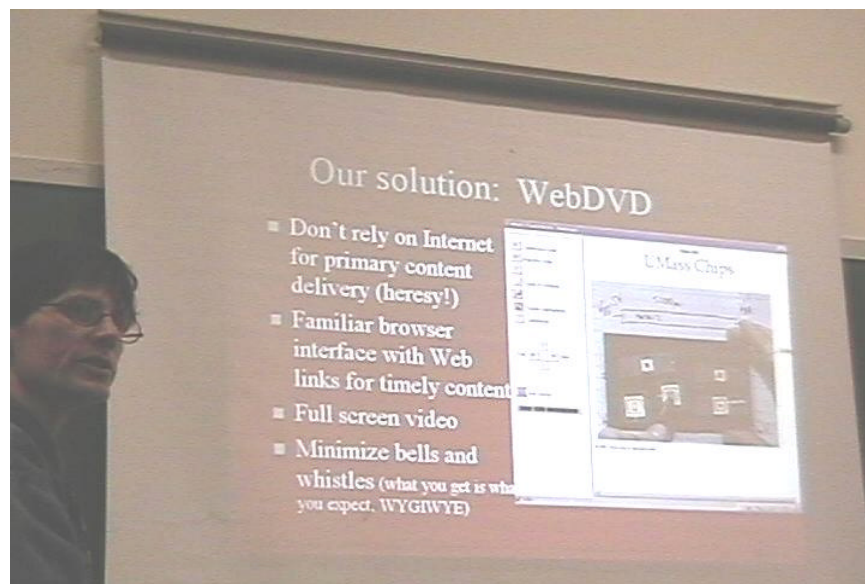 Our solution: WebDVD
Don't rely on Internet
for primary content
delivery (heresy!)
Familiar browser
interface with Web
links for timely content
Full screen video
Minimize bells and
whistles (what you get is
you expect, WYGIWYE)
UMass Chips